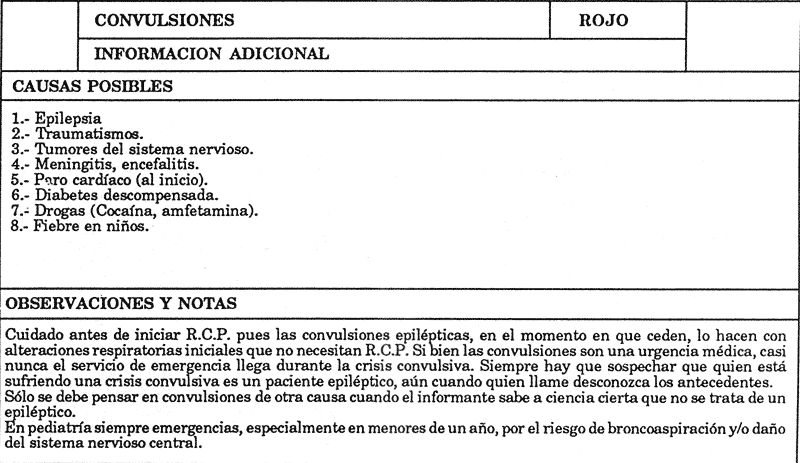 CONVULSIONES ROJO
INFORMACION ADICIONAL
CAUSAS POSIBLES
1.- Epilepsia
2.- Traumatismos.
3.- Tumores del sistema nervioso.
4.- Meningitis, encefalitis.
5.- Paro cardíaco (al inicio).
6.- Diabetes descompensada.
7.- Drogas (Cocaína, amfetamina).
8.- Fiebre en niños.
OBSERVACIONES Y NOTAS
Cuidado antes de iniciar R.C.P. pues las convulsiones epilépticas, en el momento en que ceden, lo hacen con
alteraciones respiratorias iniciales que no necesitan R.C.P. Si bien las convulsiones son una urgencia médica, casi
nunca el servicio de emergencia llega durante la crisis convulsiva. Siempre hay que sospechar que quien está
sufriendo una crisis convulsiva es un paciente epiléptico, aún cuando quien llame desconozca los antecedentes.
Sólo se debe pensar en convulsiones de otra causa cuando el informante sabe a ciencia cierta que no se trata de un
epiléptico.
En pediatría siempre emergencias, especialmente en menores de un año, por el riesgo de broncoaspiración y/o daño
del sistema nervioso central.